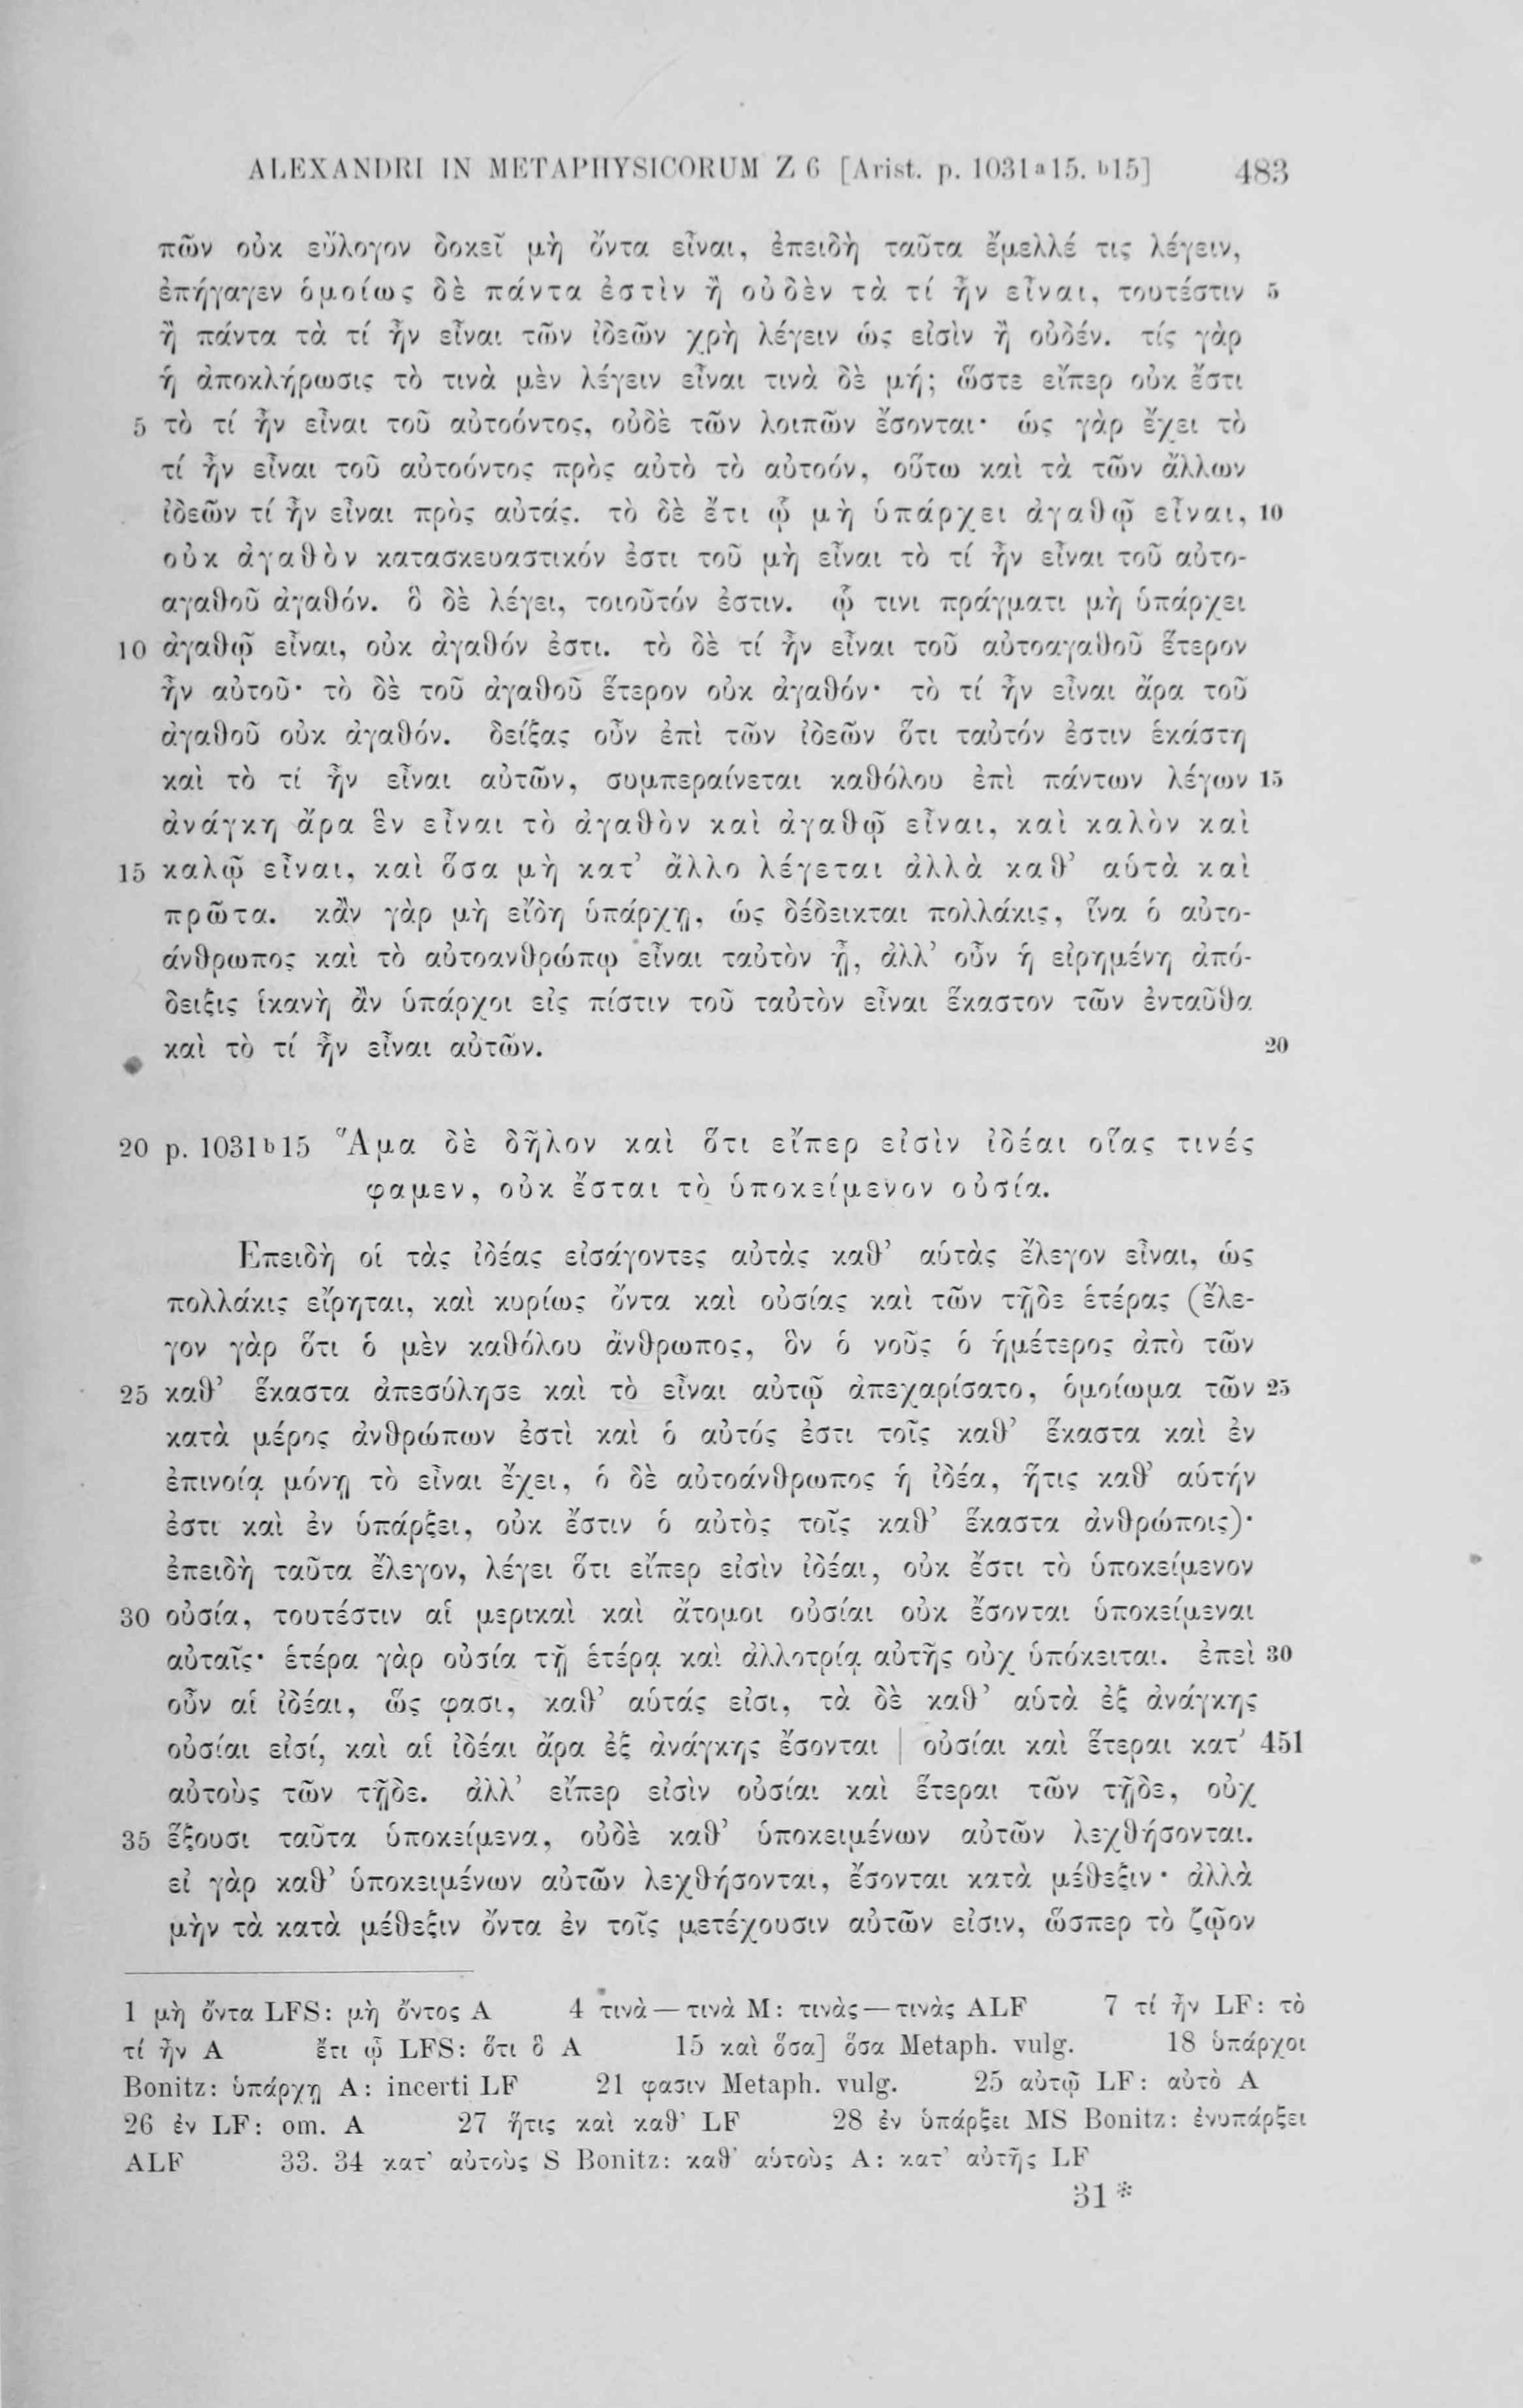 ALEXANDRI IN METAPHYSICORUM Z 6 [Arist. p. 1031ᵃ15. ᵇ15] 483
πῶν οὐκ εὔλογον δοκεῖ μὴ ὄντα εἶναι, ἐπειδὴ ταῦτα ἔμελλέ τις λέγειν,
ἐπήγαγεν ὁμοίως δὲ πάντα ἐστὶν ἢ οὐδὲν τὰ τί ἦν εἶναι, τουτέστιν 5
ἢ πάντα τὰ τί ἦν εἶναι τῶν ἰδεῶν χρὴ λέγειν ὡς εἰσὶν ἢ οὐδέν. τίς γὰρ
ἡ ἀποκλήρωσις τὸ τινὰ μὲν λέγειν εἶναι τινὰ δὲ μή; ὥστε εἴπερ οὐκ ἔστι
5 τὸ τί ἦν εἶναι τοῦ αὐτοόντος, οὐδὲ τῶν λοιπῶν ἔσονται· ὡς γὰρ ἔχει τὸ
τί ἦν εἶναι τοῦ αὐτοόντος πρὸς αὐτὸ τὸ αὐτοόν, οὕτω καὶ τὰ τῶν ἄλλων
ἰδεῶν τί ἦν εἶναι πρὸς αὐτάς. τὸ δὲ ἔτι ᾧ μὴ ὑπάρχει ἀγαθῷ εἶναι, 10
οὐκ ἀγαθὸν κατασκευαστικόν ἐστι τοῦ μὴ εἶναι τὸ τί ἦν εἶναι τοῦ αὐτο-
αγαθοῦ ἀγαθόν. ὃ δὲ λέγει, τοιοῦτόν ἐστιν. ᾧ τινι πράγματι μὴ ὑπάρχει
10 ἀγαθῷ εἶναι, οὐκ ἀγαθόν ἐστι. τὸ δὲ τί ἦν εἶναι τοῦ αὐτοαγαθοῦ ἕτερον
ἦν αὐτοῦ· τὸ δὲ τοῦ ἀγαθοῦ ἕτερον οὐκ ἀγαθόν· τὸ τί ἦν εἶναι ἄρα τοῦ
ἀγαθοῦ οὐκ ἀγαθόν. δείξας οὖν ἐπὶ τῶν ἰδεῶν ὅτι ταὐτόν ἐστιν ἑκάστη
καὶ τὸ τί ἦν εἶναι αὐτῶν, συμπεραίνεται καθόλου ἐπὶ πάντων λέγων 15
ἀνάγκη ἄρα ἓν εἶναι τὸ ἀγαθὸν καὶ ἀγαθῷ εἶναι, καὶ καλὸν καὶ
15 καλῷ εἶναι, καὶ ὅσα μὴ κατ’ ἄλλο λέγεται ἀλλὰ καθ’ αὑτὰ καὶ
πρῶτα. κἂν γὰρ μὴ εἴδη ὑπάρχῃ, ὡς δέδεικται πολλάκις, ἵνα ὁ αὐτο-
άνθρωπος καὶ τὸ αὐτοανθρώπῳ εἶναι ταὐτὸν ᾖ, ἀλλ’ οὖν ἡ εἰρημένη ἀπό-
δειξις ἱκανὴ ἂν ὑπάρχοι εἰς πίστιν τοῦ ταὐτὸν εἶναι ἕκαστον τῶν ἐνταῦθα
καὶ τὸ τί ἦν εἶναι αὐτῶν. 20
20 p. 1031ᵇ15 Ἅμα δὲ δῆλον καὶ ὅτι εἴπερ εἰσὶν ἰδέαι οἵας τινές
φαμεν, οὐκ ἔσται τὸ ὑποκείμενον οὐσία.
Ἐπειδὴ οἱ τὰς ἰδέας εἰσάγοντες αὐτὰς καθ’ αὑτὰς ἔλεγον εἶναι, ὡς
πολλάκις εἴρηται, καὶ κυρίως ὄντα καὶ οὐσίας καὶ τῶν τῇδε ἑτέρας (ἔλε-
γον γὰρ ὅτι ὁ μὲν καθόλου ἄνθρωπος, ὃν ὁ νοῦς ὁ ἡμέτερος ἀπὸ τῶν
25 καθ’ ἕκαστα ἀπεσύλησε καὶ τὸ εἶναι αὐτῷ ἀπεχαρίσατο, ὁμοίωμα τῶν 25
κατὰ μέρος ἀνθρώπων ἐστὶ καὶ ὁ αὐτός ἐστι τοῖς καθ’ ἕκαστα καὶ ἐν
ἐπινοίᾳ μόνῃ τὸ εἶναι ἔχει, ὁ δὲ αὐτοάνθρωπος ἡ ἰδέα, ἥτις καθ’ αὑτήν
ἐστι καὶ ἐν ὑπάρξει, οὐκ ἔστιν ὁ αὐτὸς τοῖς καθ’ ἕκαστα ἀνθρώποις)·
ἐπειδὴ ταῦτα ἔλεγον, λέγει ὅτι εἴπερ εἰσὶν ἰδέαι, οὐκ ἔστι τὸ ὑποκείμενον
30 οὐσία, τουτέστιν αἱ μερικαὶ καὶ ἄτομοι οὐσίαι οὐκ ἔσονται ὑποκείμεναι
αὐταῖς· ἑτέρα γὰρ οὐσία τῇ ἑτέρᾳ καὶ ἀλλοτρίᾳ αὐτῆς οὐχ ὑπόκειται. ἐπεὶ 30
οὖν αἱ ἰδέαι, ὥς φασι, καθ’ αὑτάς εἰσι, τὰ δὲ καθ’ αὑτὰ ἐξ ἀνάγκης
οὐσίαι εἰσί, καὶ αἱ ἰδέαι ἄρα ἐξ ἀνάγκης ἔσονται | οὐσίαι καὶ ἕτεραι κατ’ 451
αὐτοὺς τῶν τῇδε. ἀλλ’ εἴπερ εἰσὶν οὐσίαι καὶ ἕτεραι τῶν τῇδε, οὐχ
35 ἕξουσι ταῦτα ὑποκείμενα, οὐδὲ καθ’ ὑποκειμένων αὐτῶν λεχθήσονται.
εἰ γὰρ καθ’ ὑποκειμένων αὐτῶν λεχθήσονται, ἔσονται κατὰ μέθεξιν· ἀλλὰ
μὴν τὰ κατὰ μέθεξιν ὄντα ἐν τοῖς μετέχουσιν αὐτῶν εἰσιν, ὥσπερ τὸ ζῷον
1 μὴ ὄντα LFS: μὴ ὄντος A 4 τινὰ — τινὰ M: τινὰς — τινὰς ALF 7 τί ἦν LF: τὸ
τί ἦν A ἔτι ᾧ LFS: ὅτι ὃ A 15 καὶ ὅσα] ὅσα Metaph. vulg. 18 ὑπάρχοι
Bonitz: ὑπάρχῃ A: incerti LF 21 φασιν Metaph. vulg. 25 αὐτῷ LF: αὐτὸ A
26 ἐν LF: om. A 27 ἥτις καὶ καθ’ LF 28 ἐν ὑπάρξει MS Bonitz: ἐνυπάρξει
ALF 33. 34 κατ’ αὐτοὺς S Bonitz: καθ’ αὑτοὺς A: κατ’ αὐτῆς LF
31*